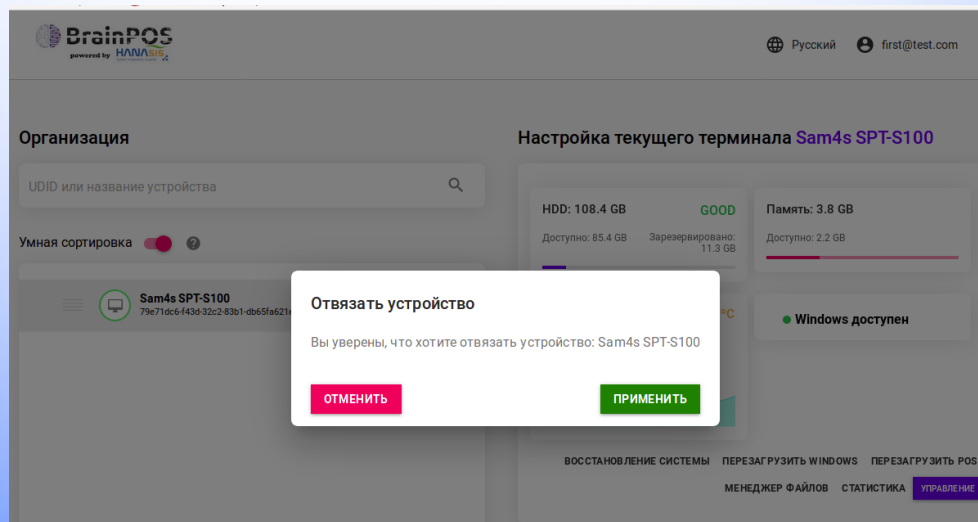 BrainPOS
powered by HANASIS
Русский
first@test.com
Организация
Настройка текущего терминала Sam4s SPT-S100
UDID или название устройства
HDD: 108.4 GB
GOOD
Доступно: 85.4 GB
Зарезервировано:
11.3 GB
Память: 3.8 GB
Доступно: 2.2 GB
Умная сортировка
Sam4s SPT-S100
79e71dc6-f43d-32c2-83b1-db65fa621
Отвязать устройство
Вы уверены, что хотите отвязать устройство: Sam4s SPT-S100
ОТМЕНИТЬ
ПРИМЕНИТЬ
°C
Windows доступен
ВОССТАНОВЛЕНИЕ СИСТЕМЫ ПЕРЕЗАГРУЗИТЬ WINDOWS ПЕРЕЗАГРУЗИТЬ POS
МЕНЕДЖЕР ФАЙЛОВ СТАТИСТИКА УПРАВЛЕНИЕ